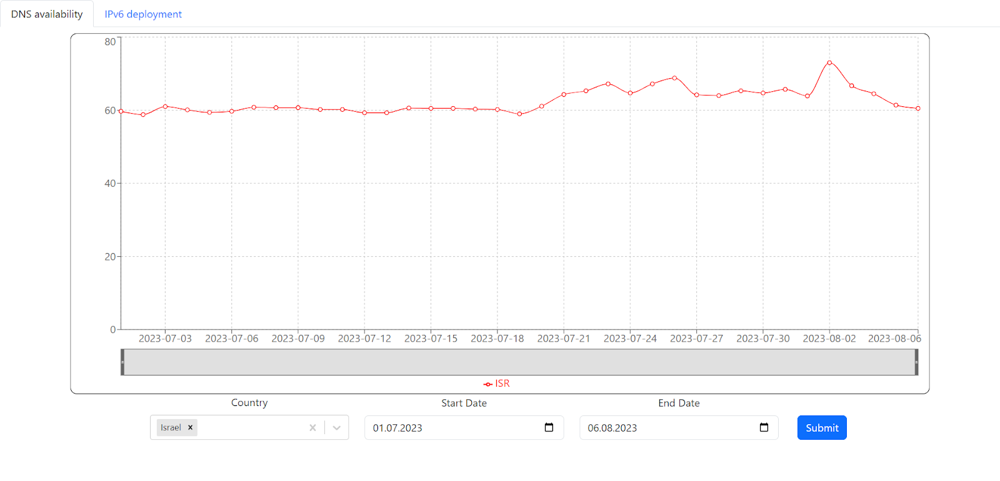 DNS availability IPv6 deployment
80
60
40
20
0
2023-07-03 2023-07-06 2023-07-09 2023-07-12 2023-07-15 2023-07-18 2023-07-21 2023-07-24 2023-07-27 2023-07-30 2023-08-02 2023-08-06
ISR
Country Start Date End Date
Israel 01.07.2023 06.08.2023 Submit